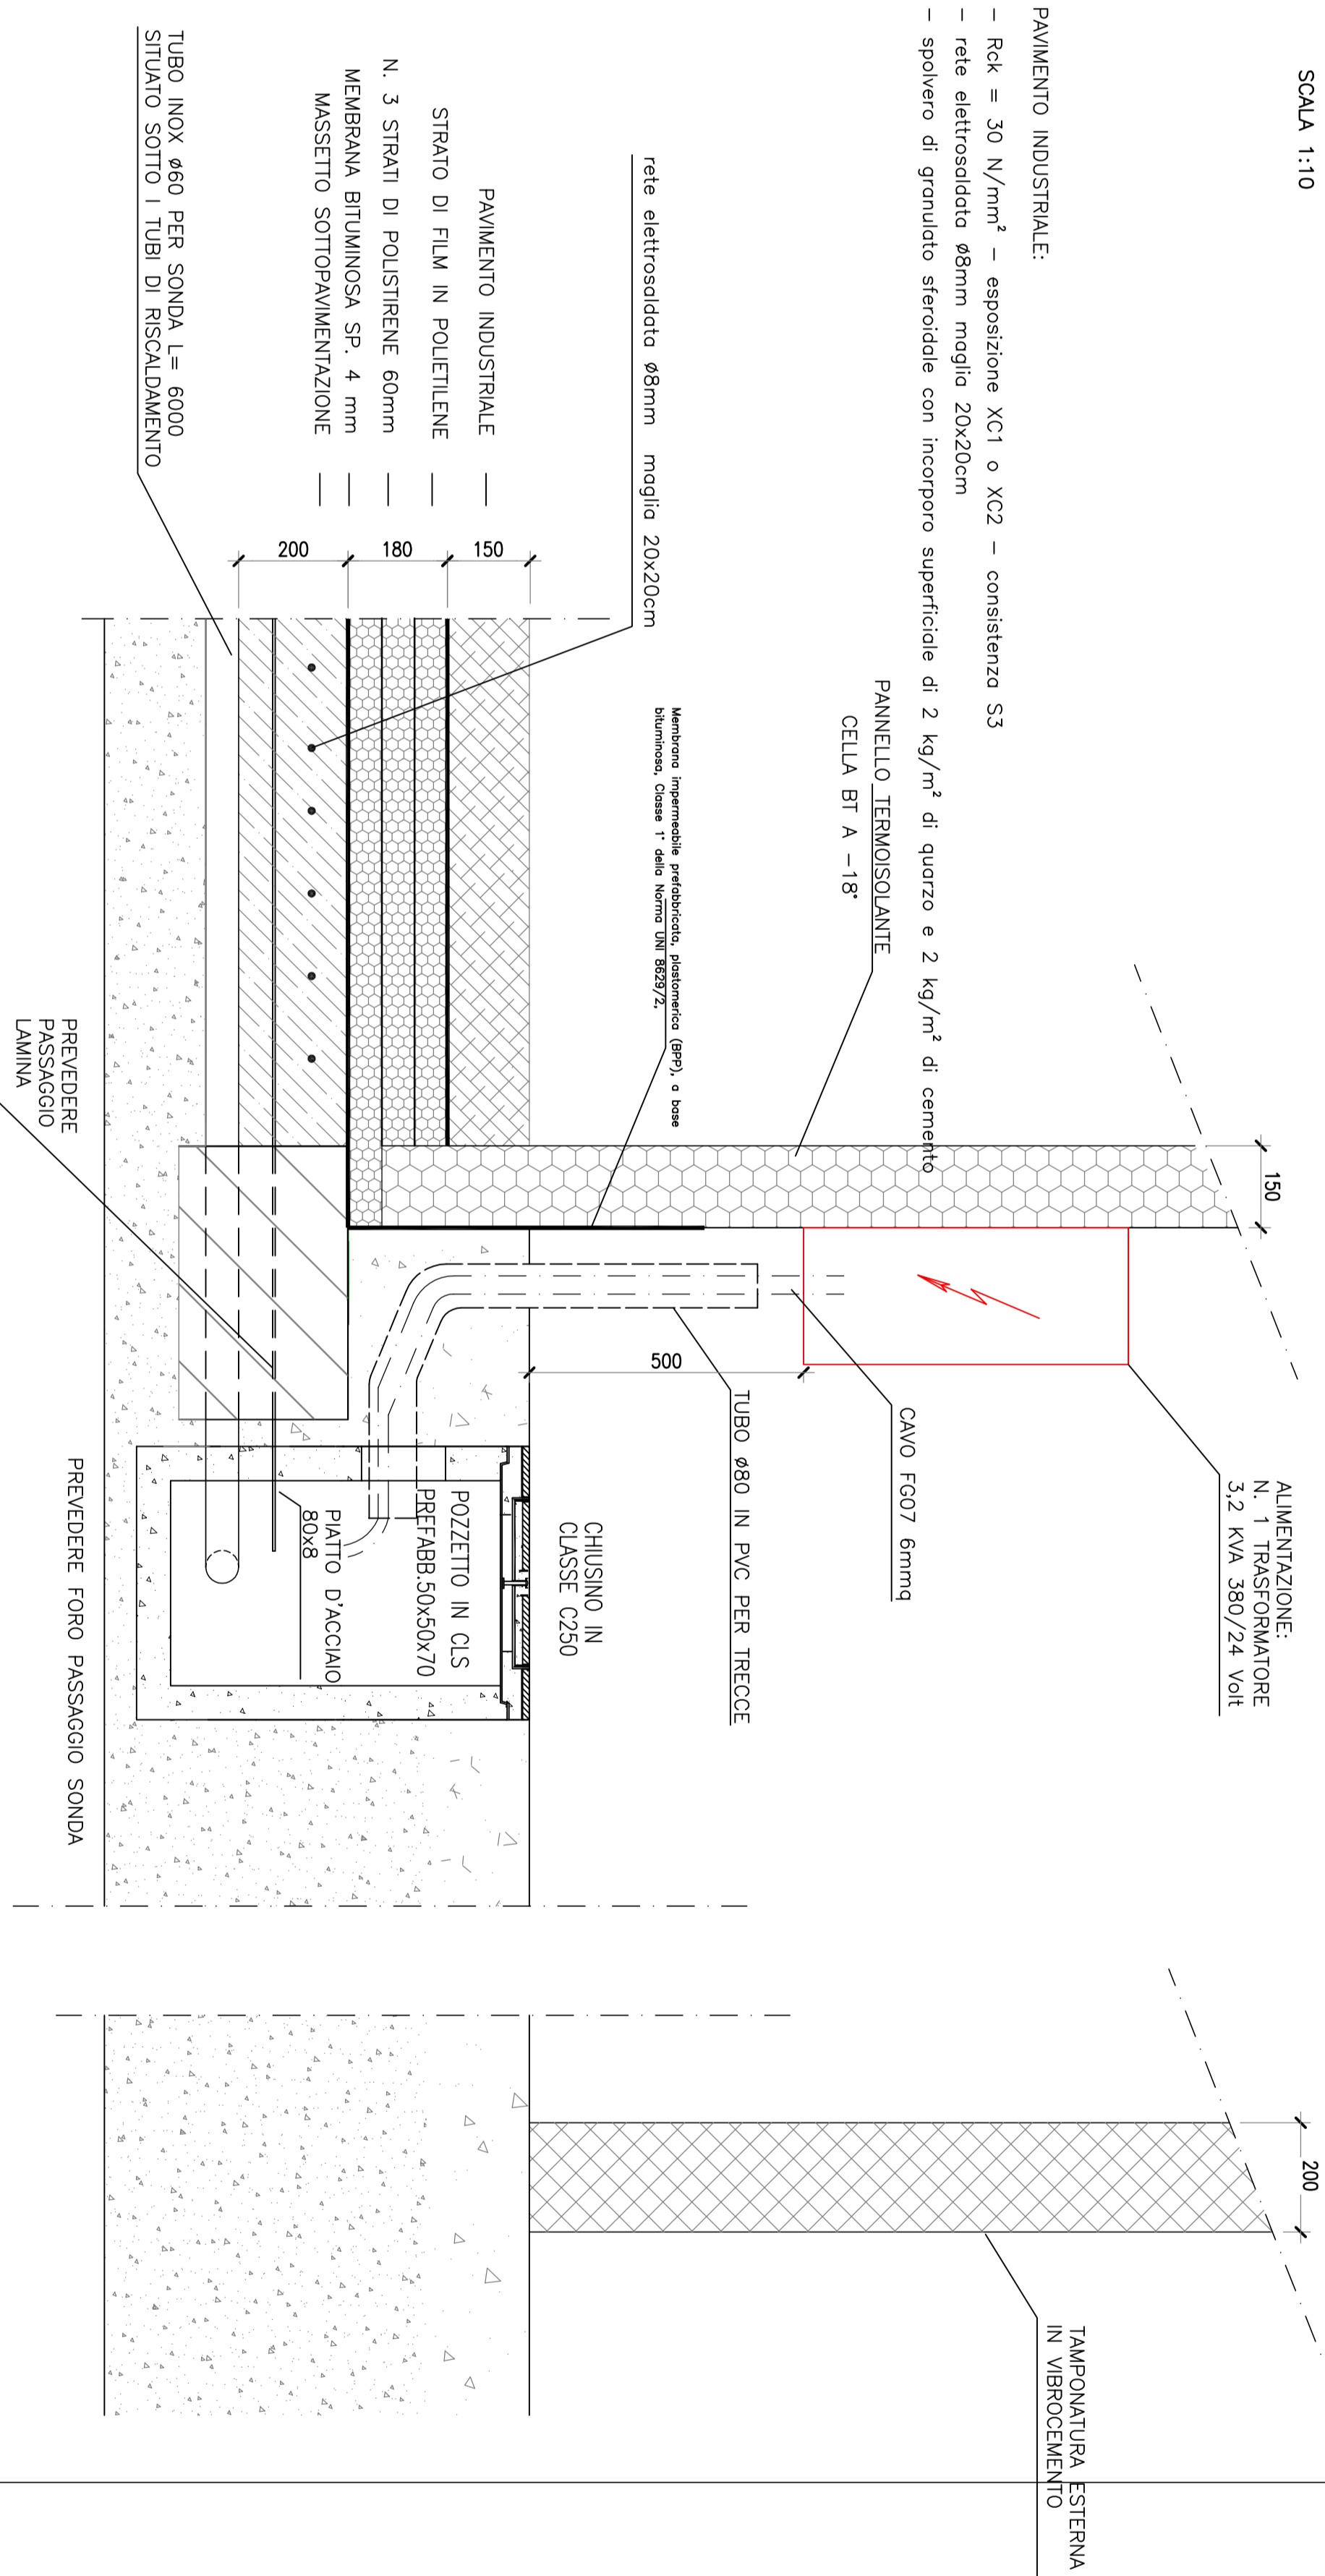 SCALA 1:10
PAVIMENTO INDUSTRIALE:
- Rck = 30 N/mm² - esposizione XC1 o XC2 - consistenza S3
- rete elettrosaldata ø8mm maglia 20x20cm
- spolvero di granulato sferoidale con incorporo superficiale di 2 kg/m² di quarzo e 2 kg/m² di cemento
150
200
PANNELLO TERMOISOLANTE
CELLA BT A -18°
ALIMENTAZIONE:
N. 1 TRASFORMATORE
3,2 KVA 380/24 Volt
TAMPONATURA ESTERNA
IN VIBROCEMENTO
CAVO FG07 6mmq
Membrana impermeabile prefabbricata, plastomerica (BPP), a base
bituminosa, Classe 1° della Norma UNI 8629/2,
TUBO ø80 IN PVC PER TRECCE
500
rete elettrosaldata ø8mm maglia 20x20cm
CHIUSINO IN
CLASSE C250
PAVIMENTO INDUSTRIALE
STRATO DI FILM IN POLIETILENE
N. 3 STRATI DI POLISTIRENE 60mm
MEMBRANA BITUMINOSA SP. 4 mm
MASSETTO SOTTOPAVIMENTAZIONE
150
180
200
POZZETTO IN CLS
PREFABB.50x50x70
PIATTO D'ACCIAIO
80x8
TUBO INOX ø60 PER SONDA L= 6000
SITUATO SOTTO I TUBI DI RISCALDAMENTO
PREVEDERE
PASSAGGIO
LAMINA
PREVEDERE FORO PASSAGGIO SONDA